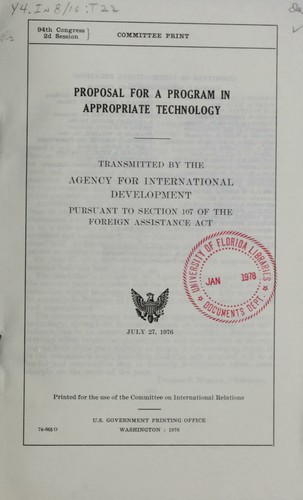 Y4.In8/16:T22
94th Congress
2d Session
COMMITTEE PRINT
PROPOSAL FOR A PROGRAM IN
APPROPRIATE TECHNOLOGY
TRANSMITTED BY THE
AGENCY FOR INTERNATIONAL
DEVELOPMENT
PURSUANT TO SECTION 107 OF THE
FOREIGN ASSISTANCE ACT
UNIVERSITY OF FLORIDA LIBRARIES
JAN 1978
DOCUMENTS DEPT.
JULY 27, 1976
Printed for the use of the Committee on International Relations
U.S. GOVERNMENT PRINTING OFFICE
WASHINGTON : 1976